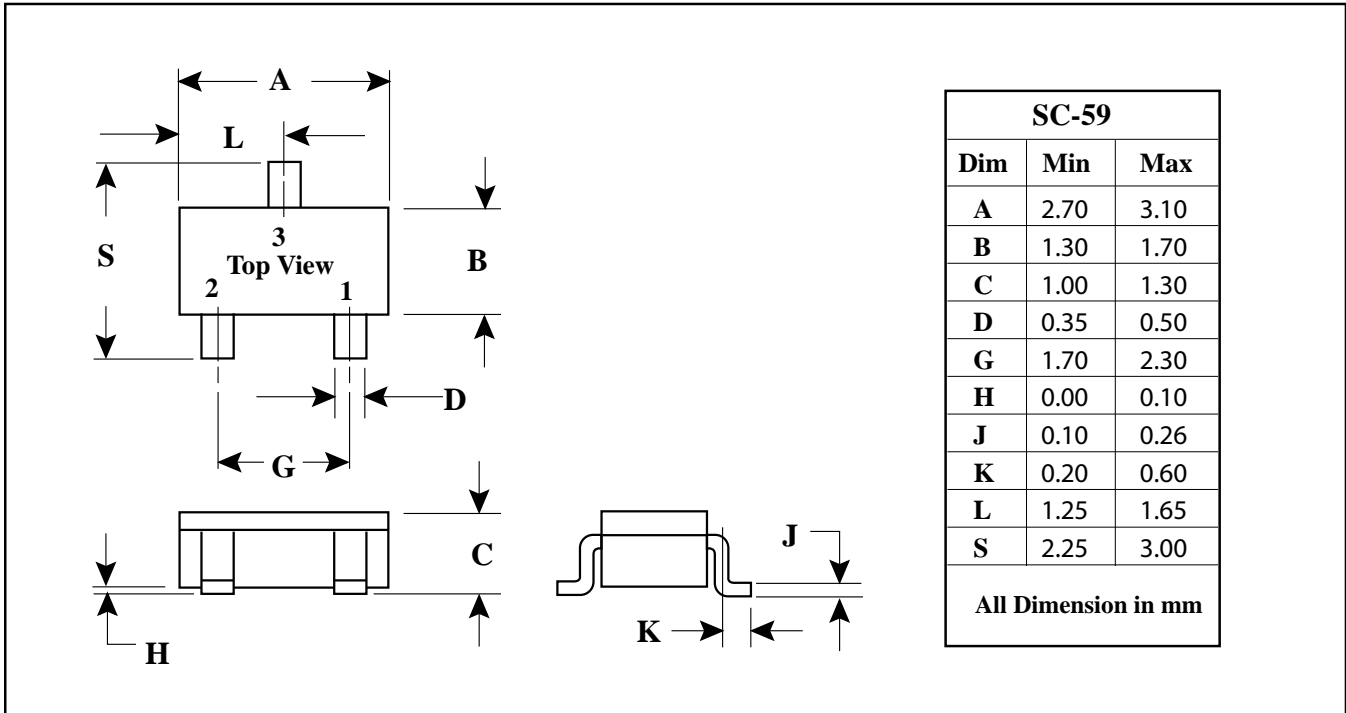 A
L
S
3
Top View
2 1
B
D
G
C
H
J
K
SC-59
Dim Min Max
A 2.70 3.10
B 1.30 1.70
C 1.00 1.30
D 0.35 0.50
G 1.70 2.30
H 0.00 0.10
J 0.10 0.26
K 0.20 0.60
L 1.25 1.65
S 2.25 3.00
All Dimension in mm